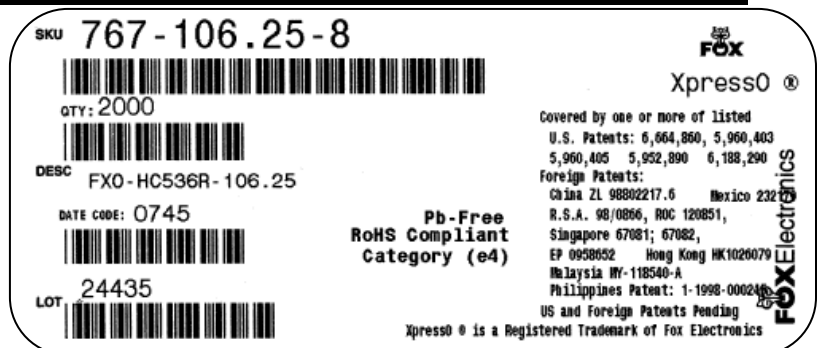 SKU 767-106.25-8
QTY: 2000
DESC FXO-HC536R-106.25
DATE CODE: 0745
LOT 24435
Pb-Free
RoHS Compliant
Category (e4)
FOX
XpressO ®
Covered by one or more of listed
U.S. Patents: 6,664,860, 5,960,403
5,960,405 5,952,890 6,188,290
Foreign Patents:
China ZL 98802217.6 Mexico
R.S.A. 98/0866, ROC 120851,
Singapore 67081; 67082,
EP 0958652 Hong Kong HK1026079
Malaysia MY-118540-A
Philippines Patent:
US and Foreign Patents Pending
XpressO ® is a Registered Trademark of Fox Electronics
FOXElectronics